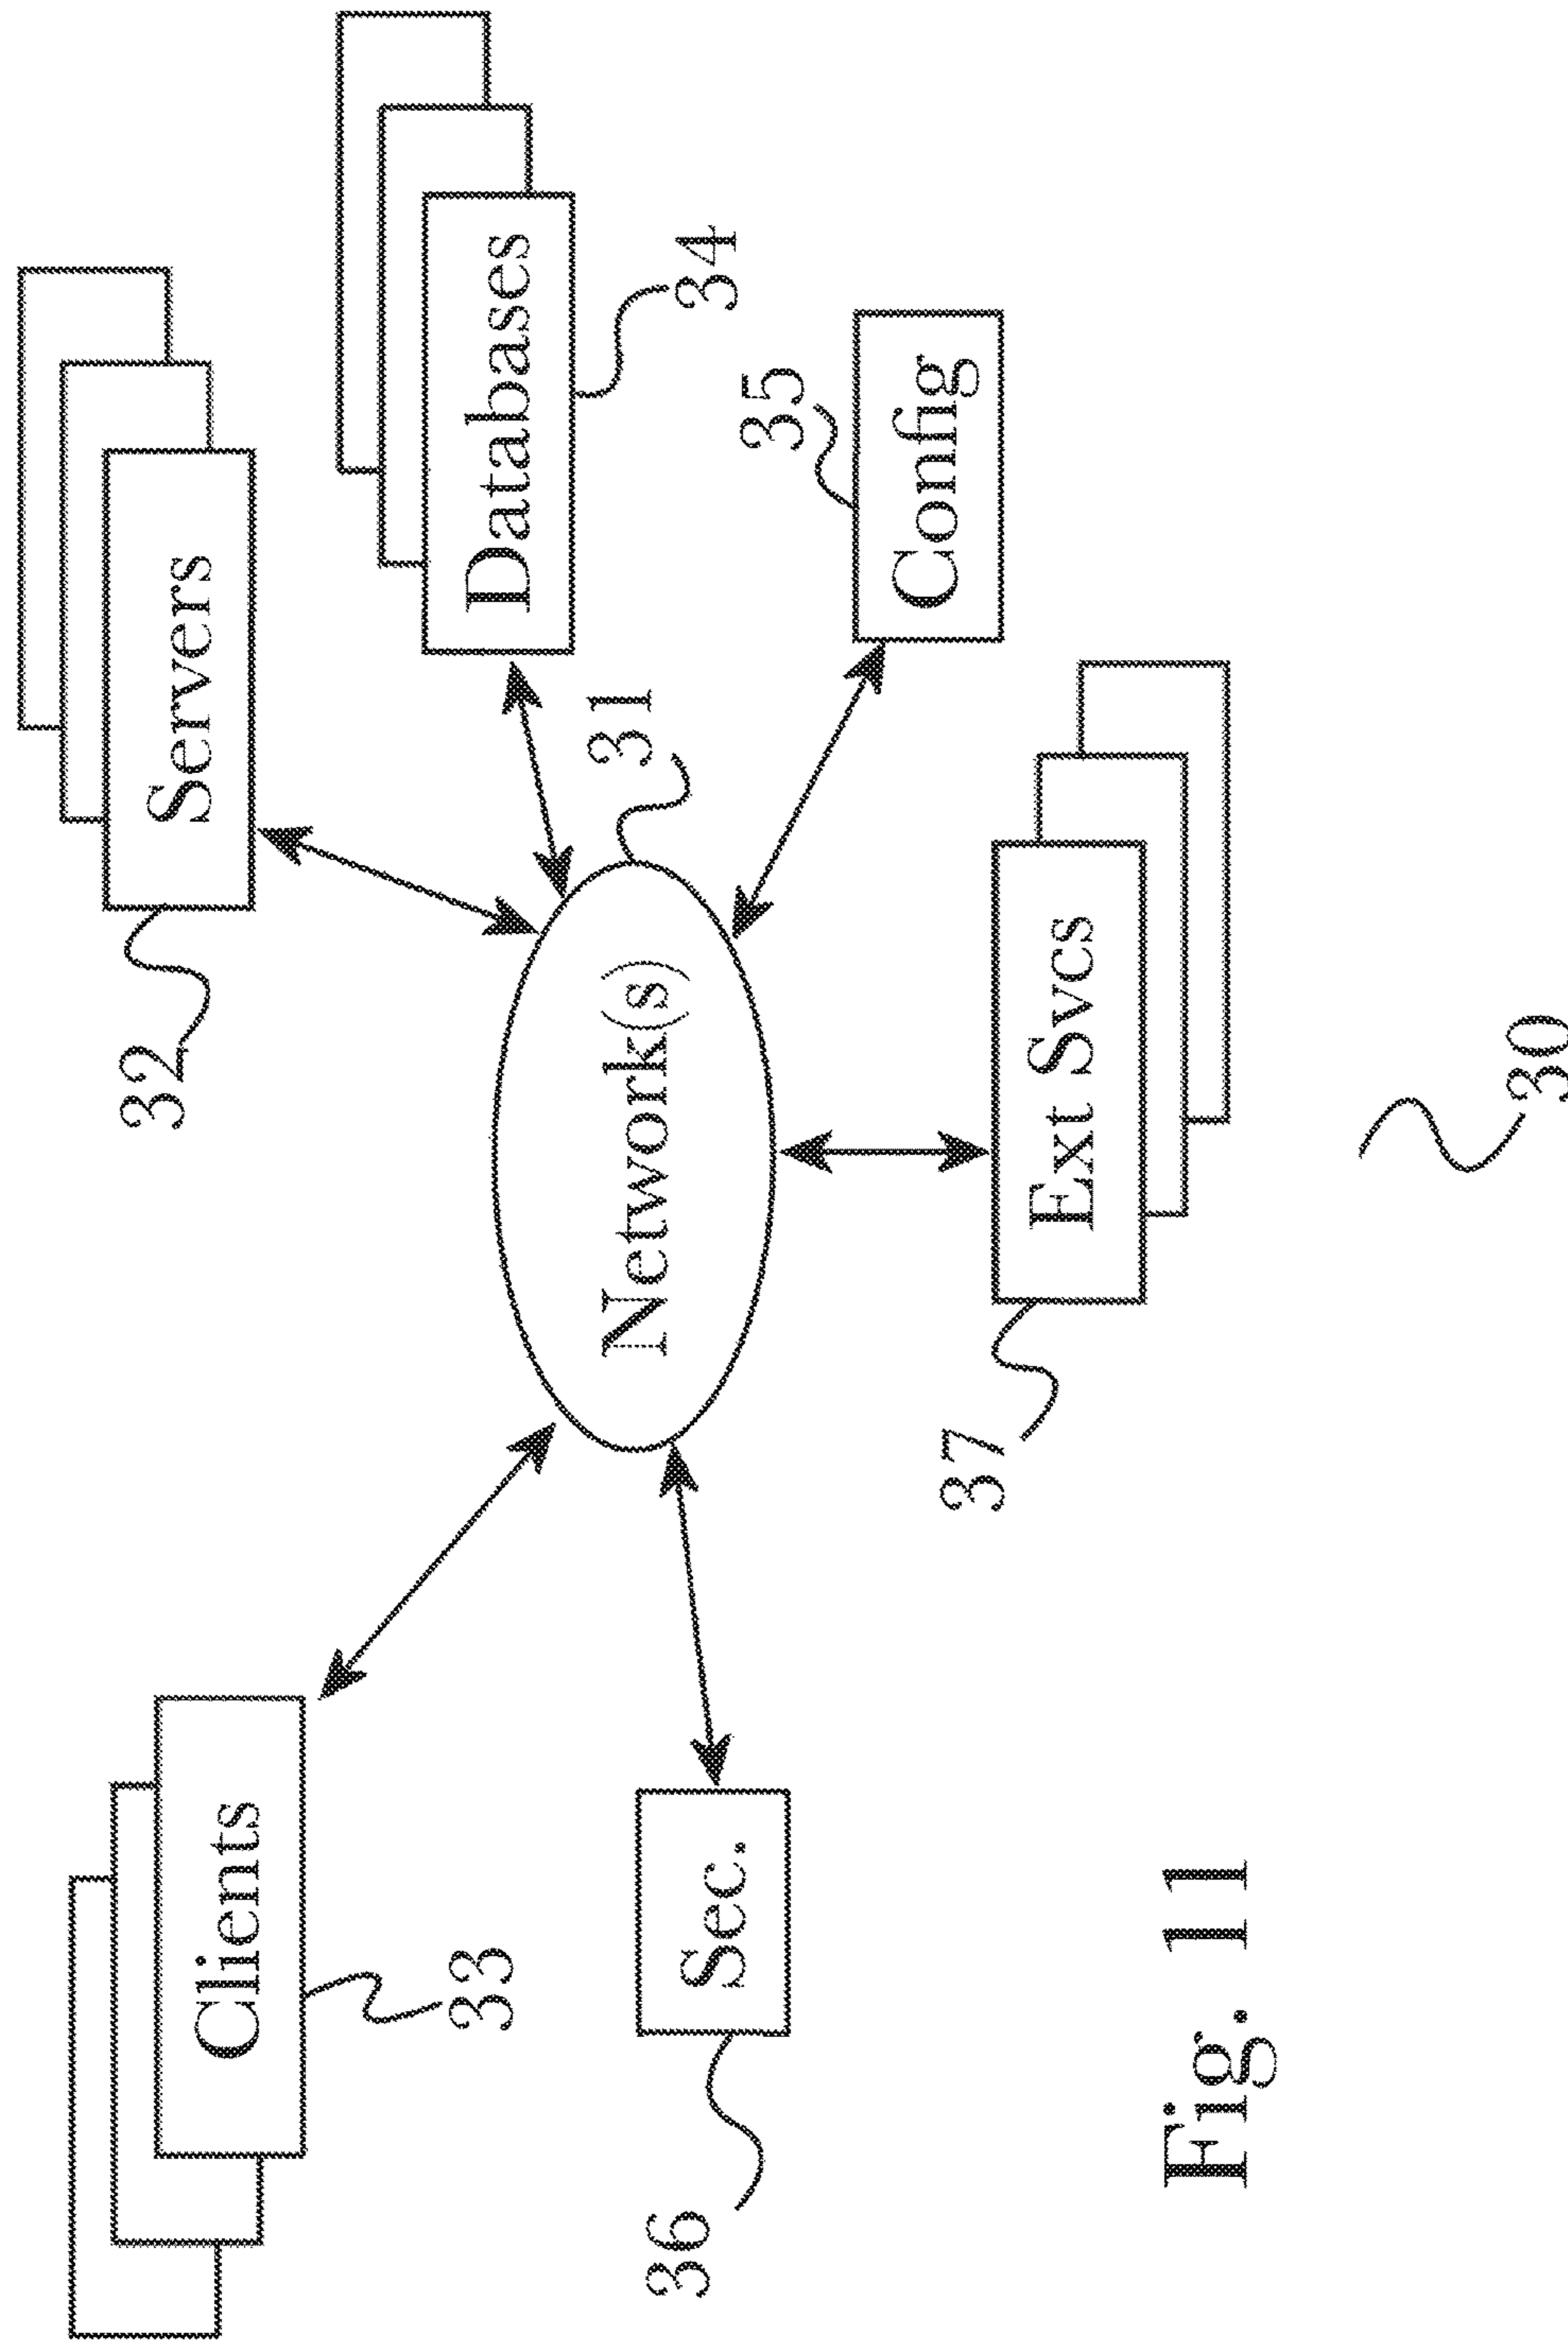 Servers
32
Clients
33
Databases
34
31
Network(s)
35
Config
Sec.
36
Ext Svcs
37
30
Fig. 11